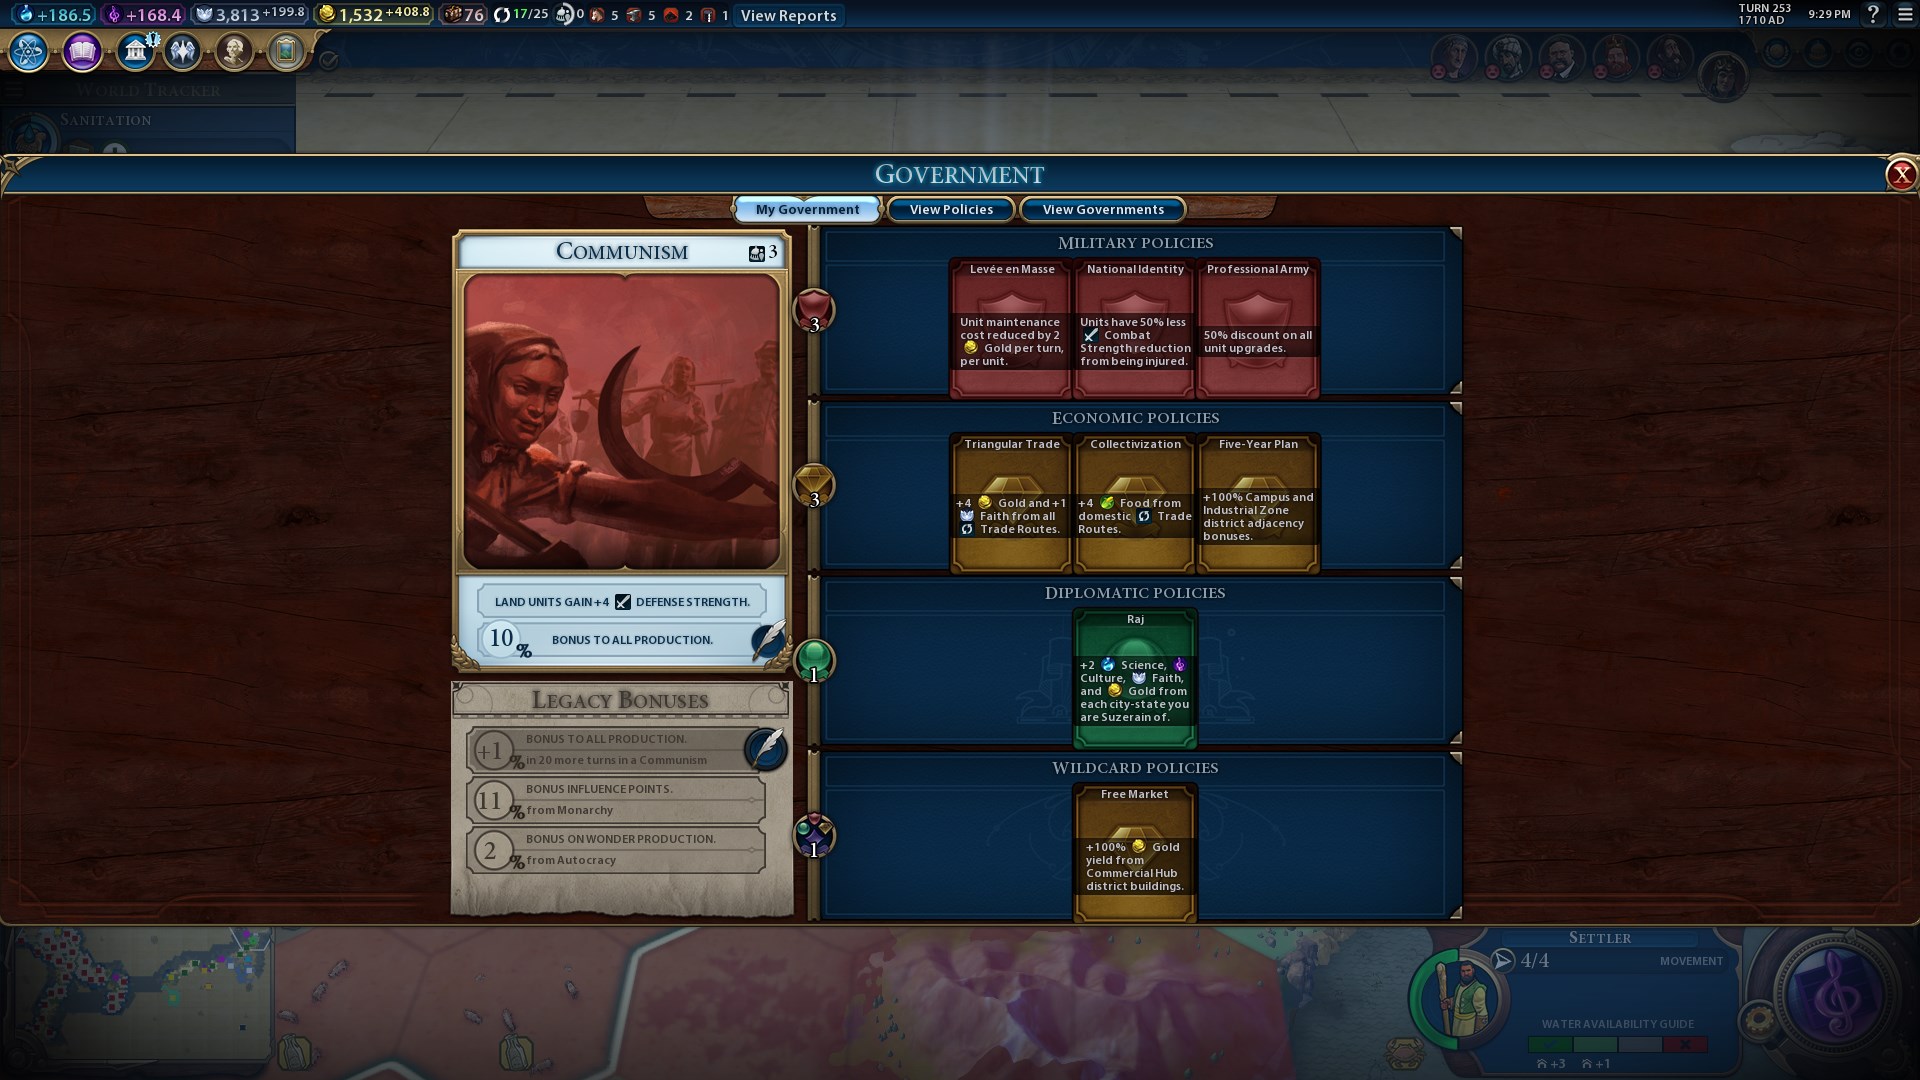 +186.5 +168.4 3,813 +199.8 1,532 +408.8 76 17/25 0 5 5 2 1 View Reports
TURN 253
1710 AD
9:29 PM ?
World Tracker
Sanitation
Government
X
My Government View Policies View Governments
Communism 3
LAND UNITS GAIN +4 DEFENSE STRENGTH.
10 % BONUS TO ALL PRODUCTION.
Legacy Bonuses
+1 % BONUS TO ALL PRODUCTION.
in 20 more turns in a Communism
11 % BONUS INFLUENCE POINTS.
from Monarchy
2 % BONUS ON WONDER PRODUCTION.
from Autocracy
3
Military Policies
Levée en Masse
Unit maintenance
cost reduced by 2
Gold per turn,
per unit.
National Identity
Units have 50% less
Combat
Strength reduction
from being injured.
Professional Army
50% discount on all
unit upgrades.
3
Economic Policies
Triangular Trade
+4 Gold and +1
Faith from all
Trade Routes.
Collectivization
+4 Food from
domestic Trade
Routes.
Five-Year Plan
+100% Campus and
Industrial Zone
district adjacency
bonuses.
1
Diplomatic Policies
Raj
+2 Science,
Culture, Faith,
and Gold from
each city-state you
are Suzerain of.
1
Wildcard Policies
Free Market
+100% Gold
yield from
Commercial Hub
district buildings.
Settler
4/4 MOVEMENT
WATER AVAILABILITY GUIDE
+3 +1